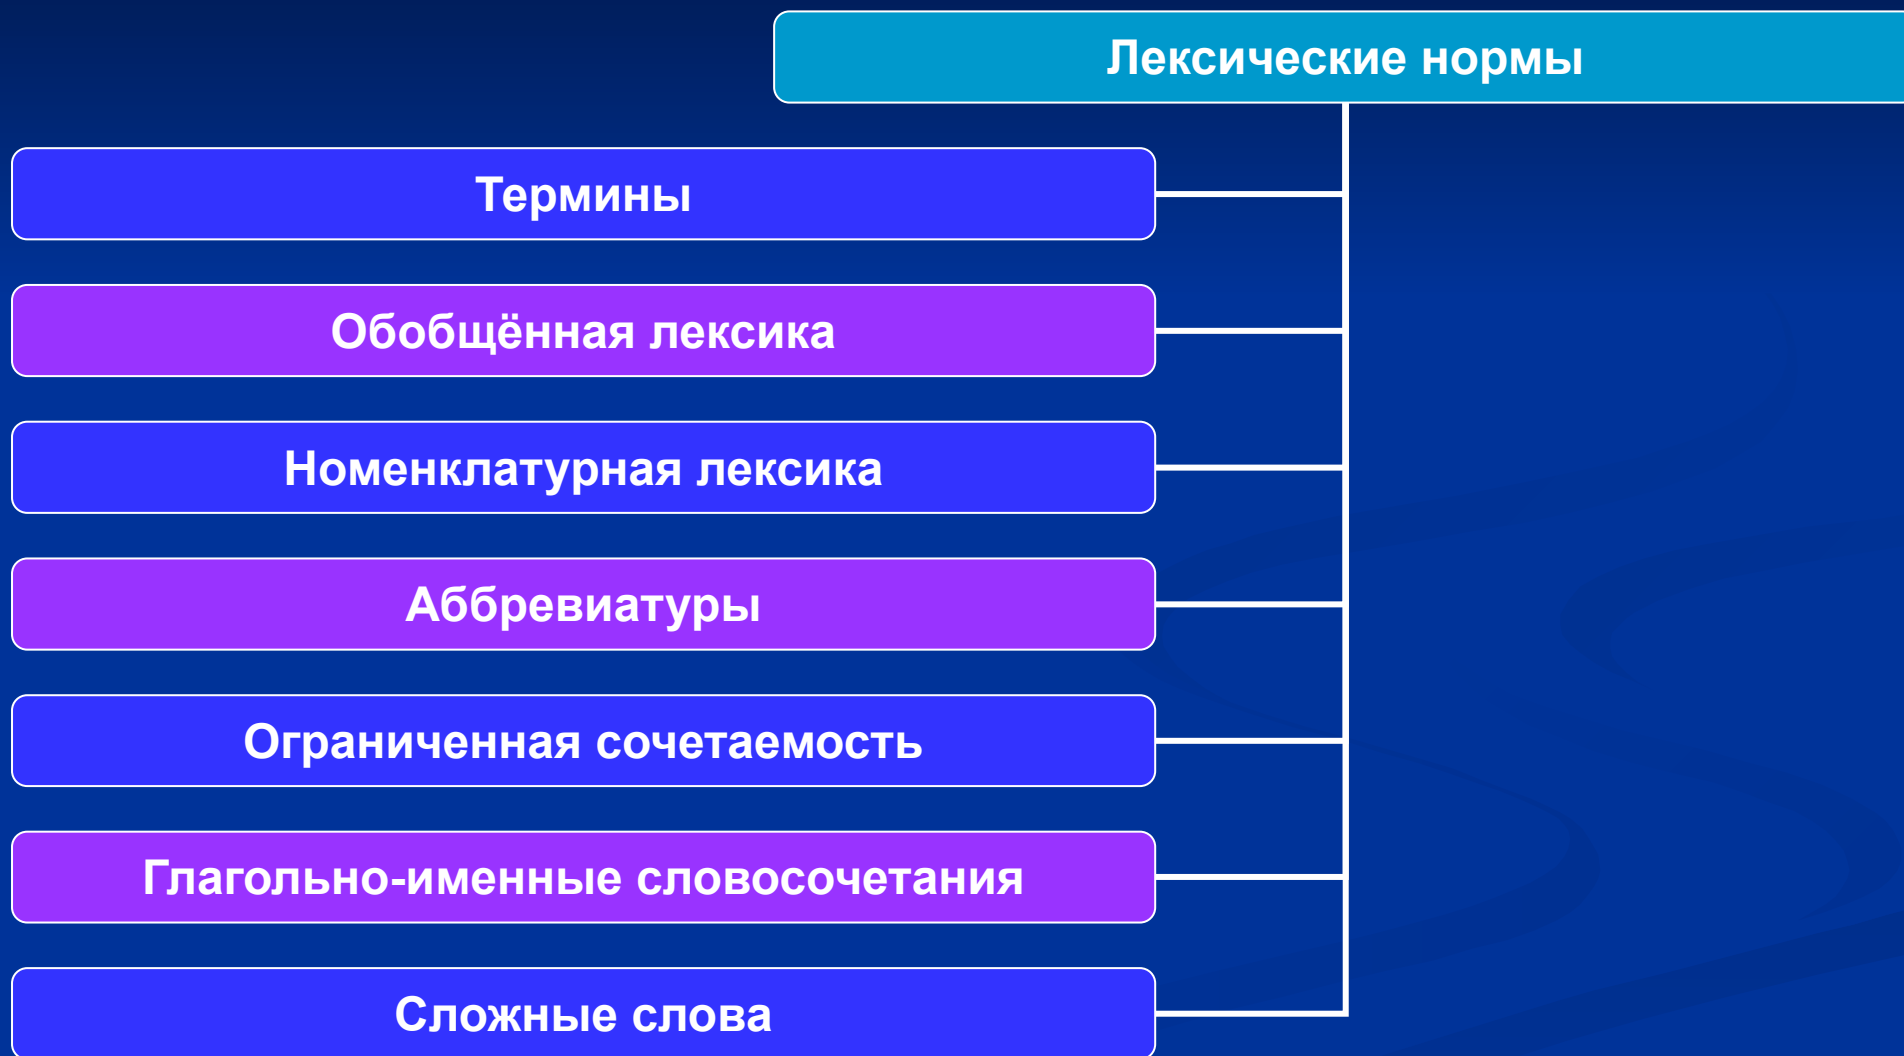 Лексические нормы
Термины
Обобщённая лексика
Номенклатурная лексика
Аббревиатуры
Ограниченная сочетаемость
Глагольно-именные словосочетания
Сложные слова